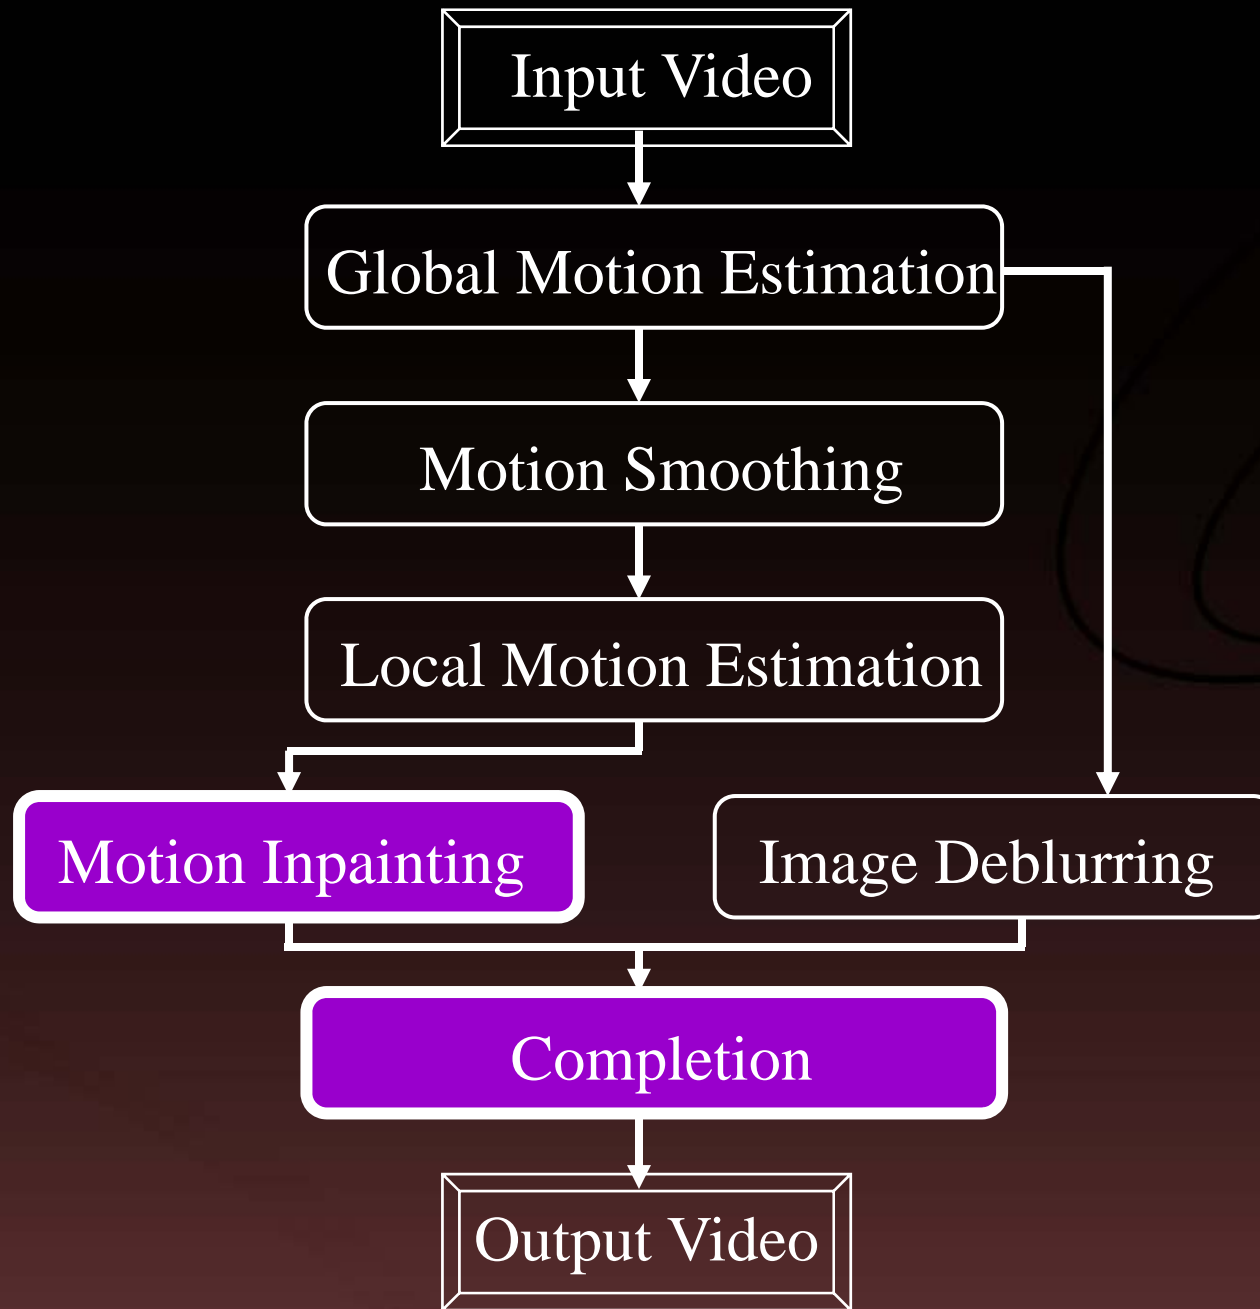 Input Video
Global Motion Estimation
Motion Smoothing
Local Motion Estimation
Motion Inpainting
Image Deblurring
Completion
Output Video